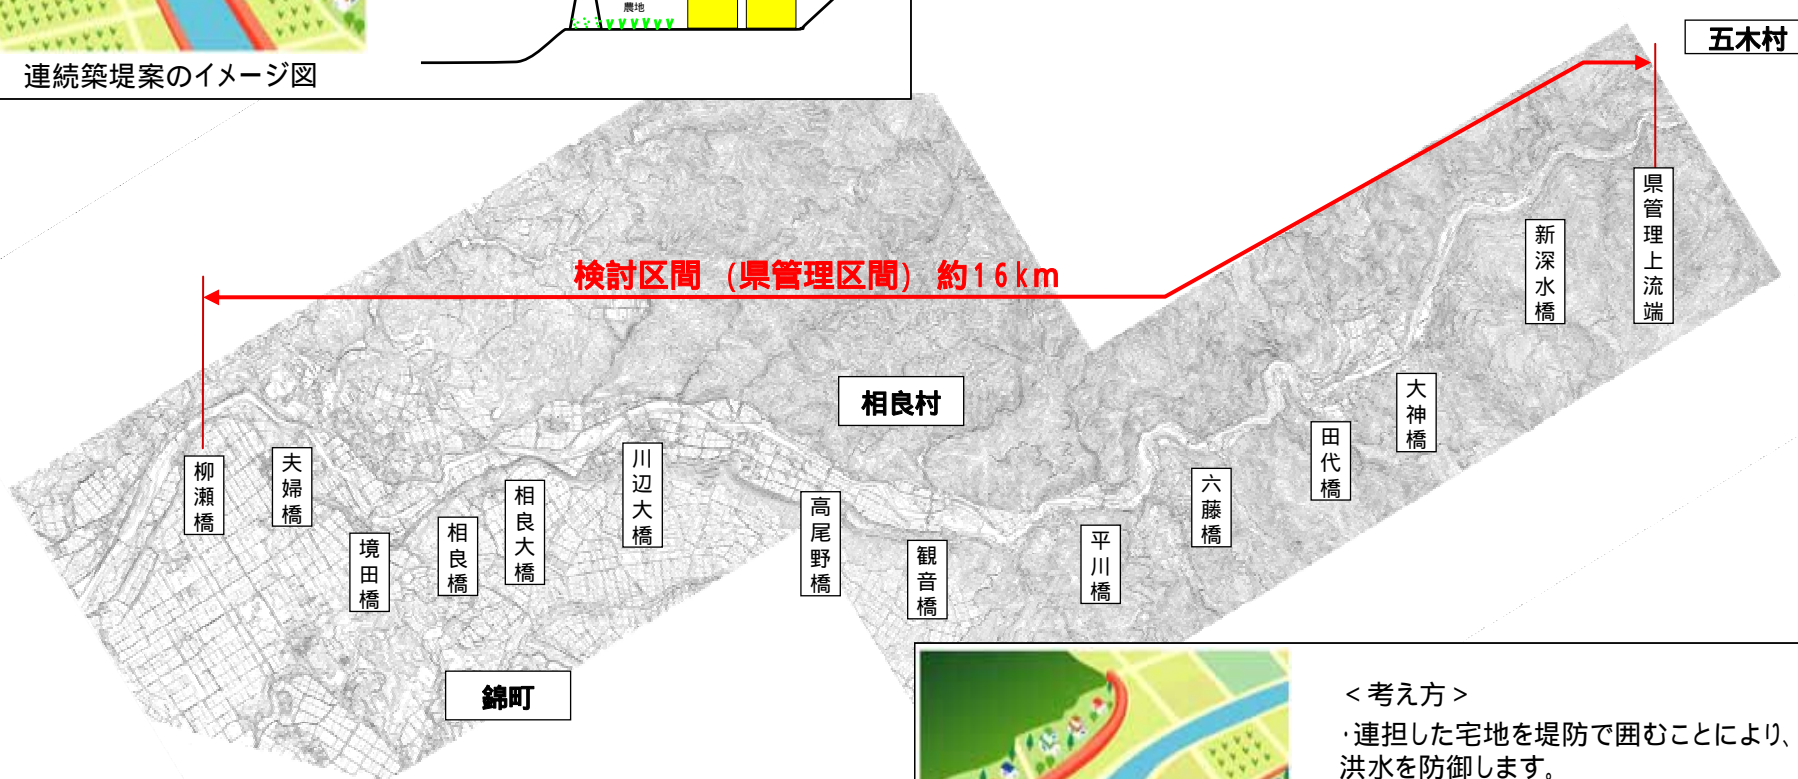 農地
連続築堤案のイメージ図
五木村
検討区間 (県管理区間) 約16km
県管理上流端
新深水橋
大神橋
田代橋
六藤橋
平川橋
観音橋
高尾野橋
相良村
川辺大橋
相良大橋
相良橋
境田橋
夫婦橋
柳瀬橋
錦町
<考え方>
・連担した宅地を堤防で囲むことにより、
洪水を防御します。